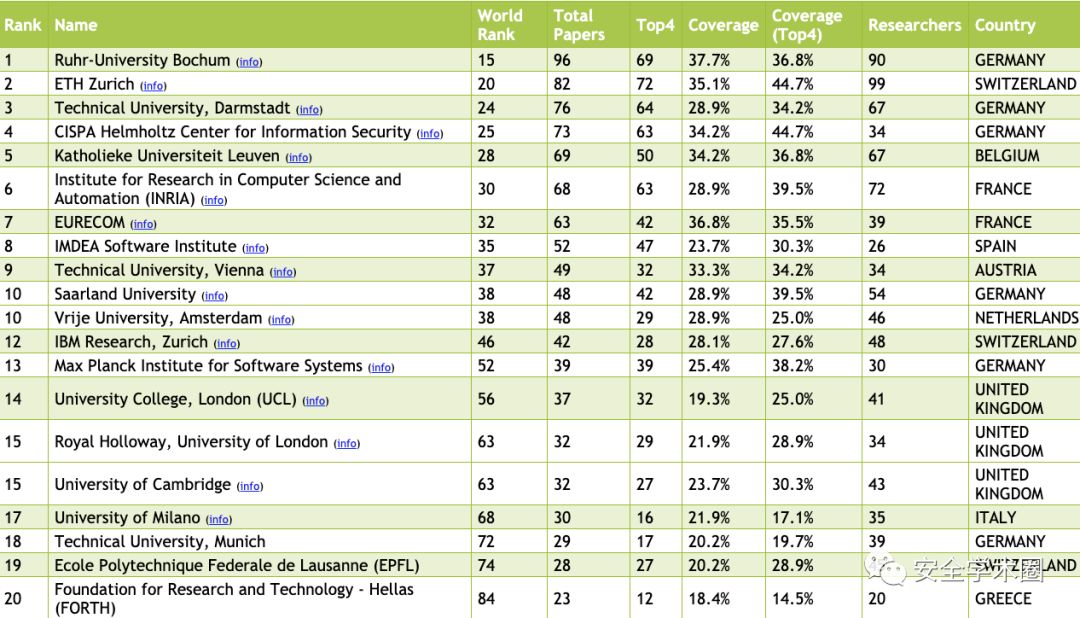 Rank Name World Rank Total Papers Top4 Coverage Coverage (Top4) Researchers Country
1 Ruhr-University Bochum (info) 15 96 69 37.7% 36.8% 90 GERMANY
2 ETH Zurich (info) 20 82 72 35.1% 44.7% 99 SWITZERLAND
3 Technical University, Darmstadt (info) 24 76 64 28.9% 34.2% 67 GERMANY
4 CISPA Helmholtz Center for Information Security (info) 25 73 63 34.2% 44.7% 34 GERMANY
5 Katholieke Universiteit Leuven (info) 28 69 50 34.2% 36.8% 67 BELGIUM
6 Institute for Research in Computer Science and Automation (INRIA) (info) 30 68 63 28.9% 39.5% 72 FRANCE
7 EURECOM (info) 32 63 42 36.8% 35.5% 39 FRANCE
8 IMDEA Software Institute (info) 35 52 47 23.7% 30.3% 26 SPAIN
9 Technical University, Vienna (info) 37 49 32 33.3% 34.2% 34 AUSTRIA
10 Saarland University (info) 38 48 42 28.9% 39.5% 54 GERMANY
10 Vrije University, Amsterdam (info) 38 48 29 28.9% 25.0% 46 NETHERLANDS
12 IBM Research, Zurich (info) 46 42 28 28.1% 27.6% 48 SWITZERLAND
13 Max Planck Institute for Software Systems (info) 52 39 39 25.4% 38.2% 30 GERMANY
14 University College, London (UCL) (info) 56 37 32 19.3% 25.0% 41 UNITED KINGDOM
15 Royal Holloway, University of London (info) 63 32 29 21.9% 28.9% 34 UNITED KINGDOM
15 University of Cambridge (info) 63 32 27 23.7% 30.3% 43 UNITED KINGDOM
17 University of Milano (info) 68 30 16 21.9% 17.1% 35 ITALY
18 Technical University, Munich 72 29 17 20.2% 19.7% 39 GERMANY
19 Ecole Polytechnique Federale de Lausanne (EPFL) 74 28 27 20.2% 28.9% SWITZERLAND
安全学术圈
20 Foundation for Research and Technology - Hellas (FORTH) 84 23 12 18.4% 14.5% 20 GREECE